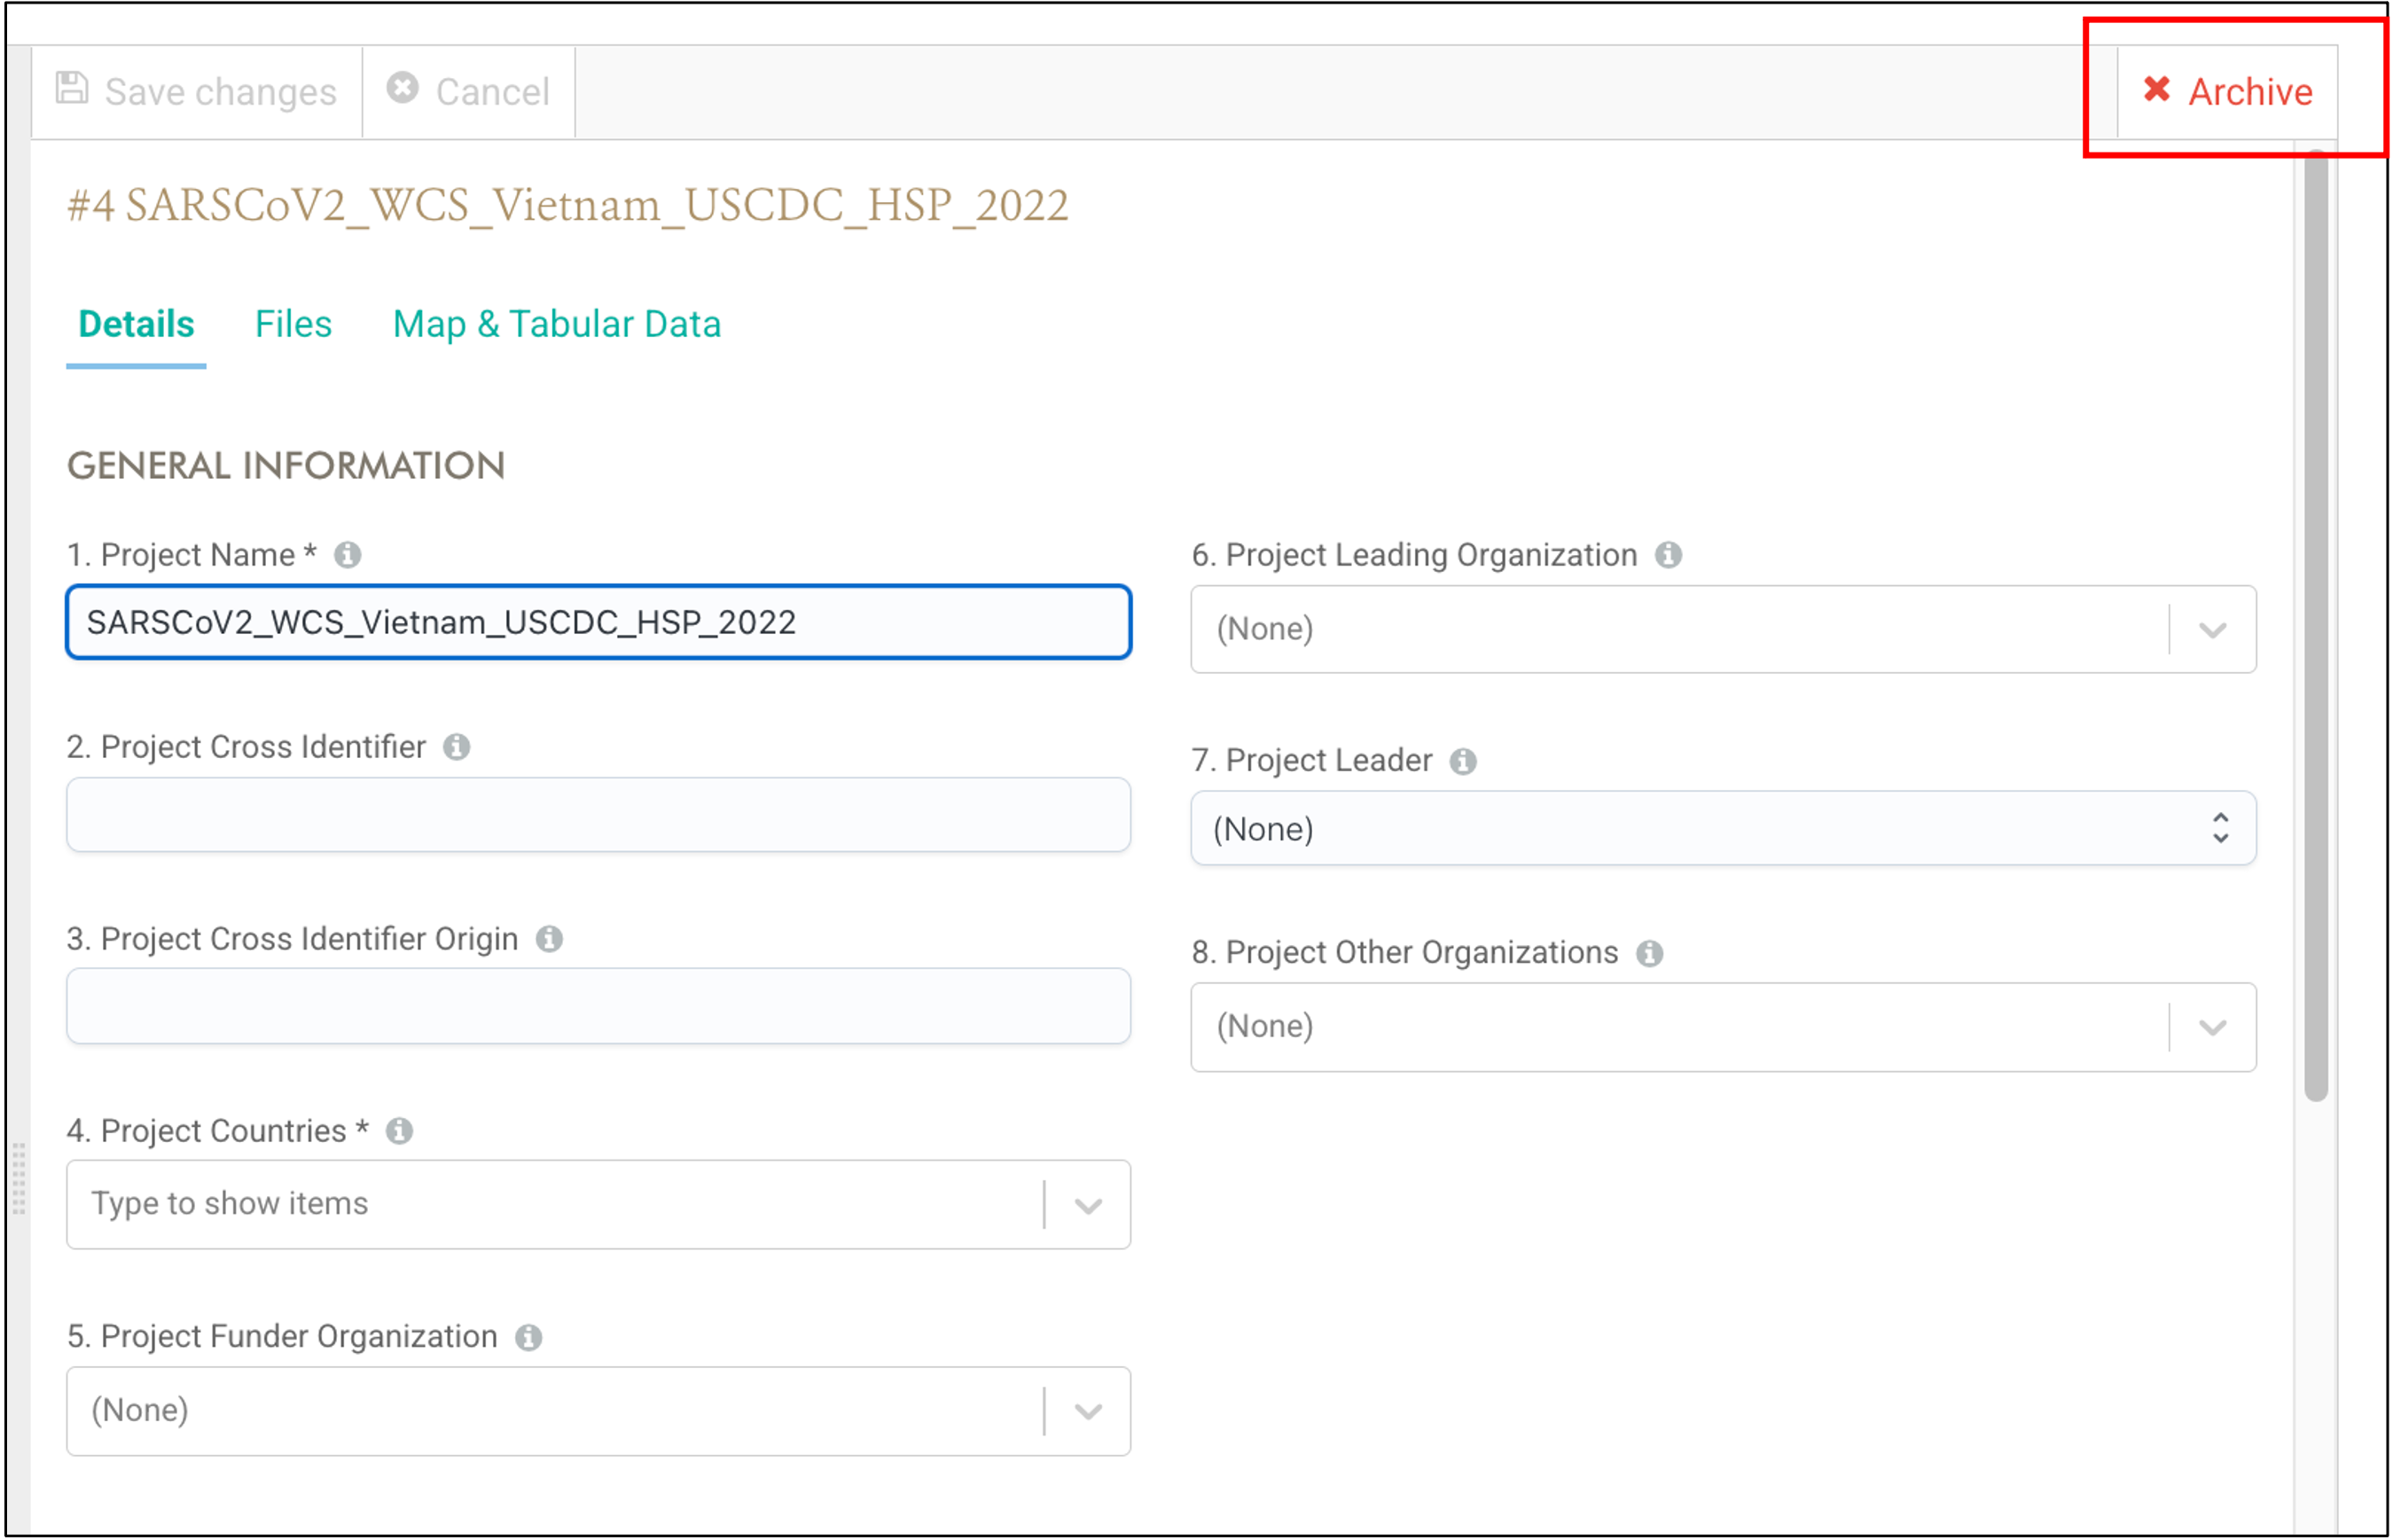 Save changes
Cancel
Archive
#4 SARSCoV2_WCS_Vietnam_USCDC_HSP_2022
Details
Files
Map & Tabular Data
GENERAL INFORMATION
1. Project Name *
SARSCoV2_WCS_Vietnam_USCDC_HSP_2022
2. Project Cross Identifier
3. Project Cross Identifier Origin
4. Project Countries *
Type to show items
5. Project Funder Organization
(None)
6. Project Leading Organization
(None)
7. Project Leader
(None)
8. Project Other Organizations
(None)